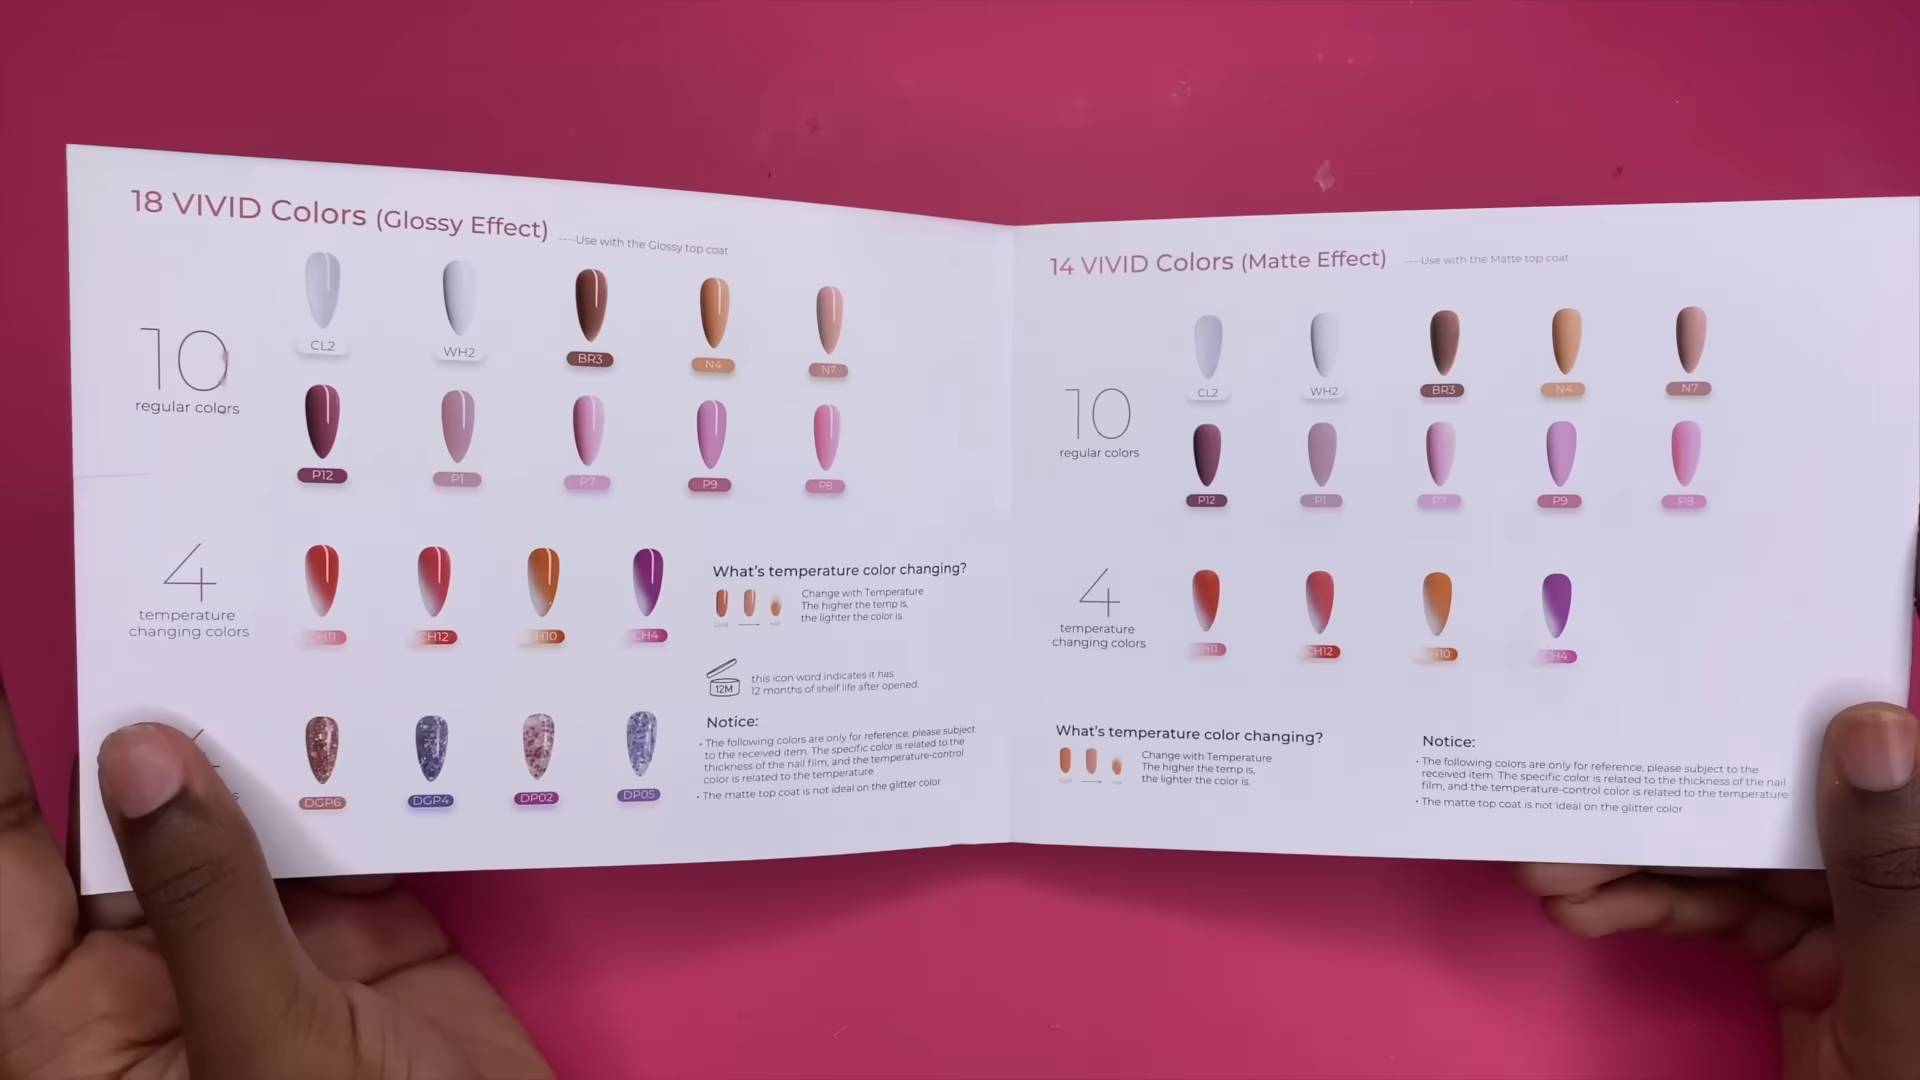 18 VIVID Colors (Glossy Effect)
----Use with the Glossy top coat
CL2
WH2
BR3
N4
N7
10
regular colors
P12
P1
P7
P9
P8
4
temperature
changing colors
CH11
CH12
H10
CH4
What's temperature color changing?
Change with Temperature
The higher the temp is,
the lighter the color is.
12M
this icon word indicates it has
12 months of shelf life after opened.
DGP6
DGP4
DP02
DP05
Notice:
• The following colors are only for reference, please subject
to the received item. The specific color is related to the
thickness of the nail film, and the temperature-control
color is related to the temperature.
• The matte top coat is not ideal on the glitter color.
14 VIVID Colors (Matte Effect)
----Use with the Matte top coat
CL2
WH2
BR3
N4
N7
10
regular colors
P12
P1
P7
P9
P8
4
temperature
changing colors
H11
CH12
H10
H4
What's temperature color changing?
Change with Temperature
The higher the temp is,
the lighter the color is.
Notice:
• The following colors are only for reference, please subject to the
received item. The specific color is related to the thickness of the nail
film, and the temperature-control color is related to the temperature.
• The matte top coat is not ideal on the glitter color